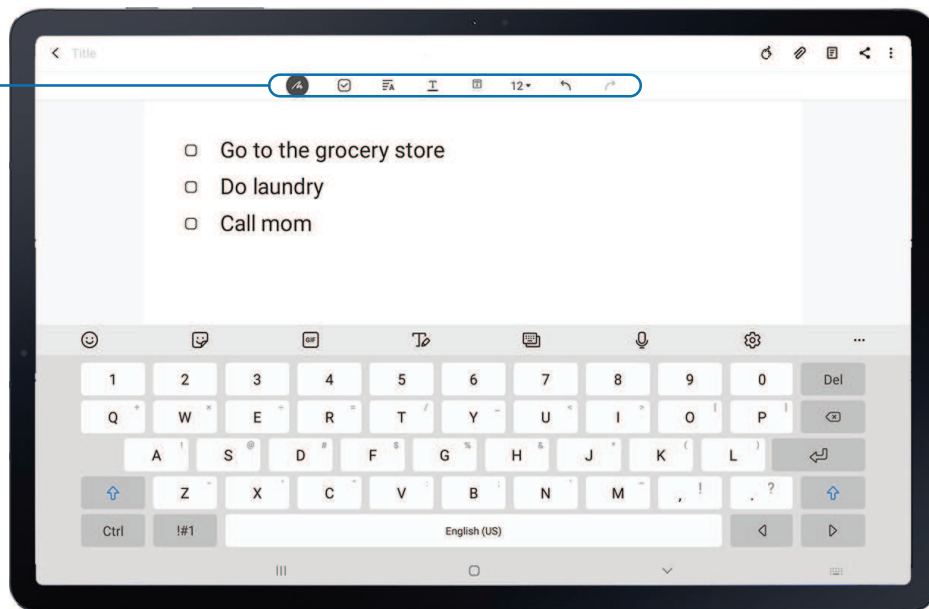 Title
12
Go to the grocery store
Do laundry
Call mom
GIF
1 2 3 4 5 6 7 8 9 0 Del
Q W E R T Y U I O P
A S D F G H J K L
Z X C V B N M , ! . ?
Ctrl !#1 English (US)